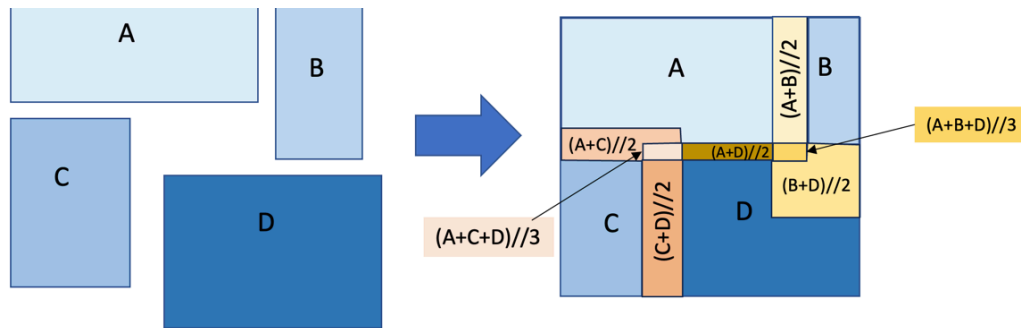 A
B
C
D
A
(A+B)//2
B
(A+B+D)//3
(A+C)//2
(A+D)//2
(B+D)//2
C
(C+D)//2
D
(A+C+D)//3